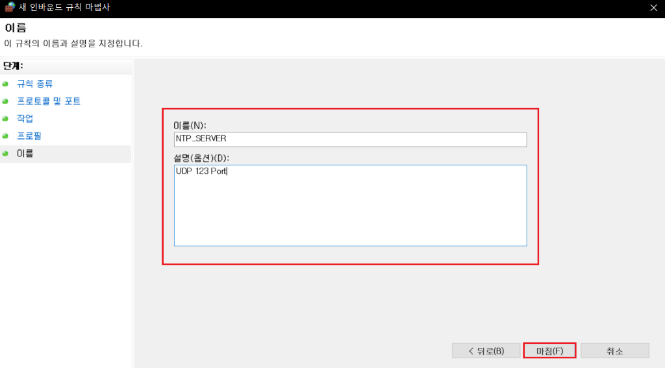 새 인바운드 규칙 마법사
이름
이 규칙의 이름과 설명을 지정합니다.
단계:
규칙 종류
프로토콜 및 포트
작업
프로필
이름
이름(N):
NTP_SERVER
설명(옵션)(D):
UDP 123 Port
< 뒤로(B)
마침(F)
취소